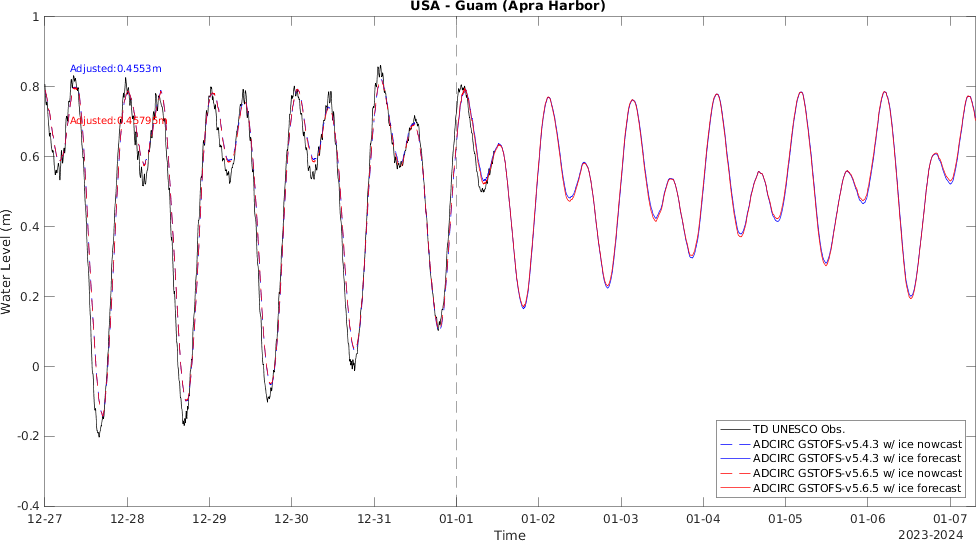 USA - Guam (Apra Harbor)
1
0.8
0.6
0.4
0.2
0
-0.2
-0.4
Water Level (m)
Adjusted:0.4553m
TD UNESCO Obs.
ADCIRC GSTOFS-v5.4.3 w/ ice nowcast
ADCIRC GSTOFS-v5.4.3 w/ ice forecast
ADCIRC GSTOFS-v5.6.5 w/ ice nowcast
ADCIRC GSTOFS-v5.6.5 w/ ice forecast
12-27 12-28 12-29 12-30 12-31 01-01 01-02 01-03 01-04 01-05 01-06 01-07
Time
2023-2024